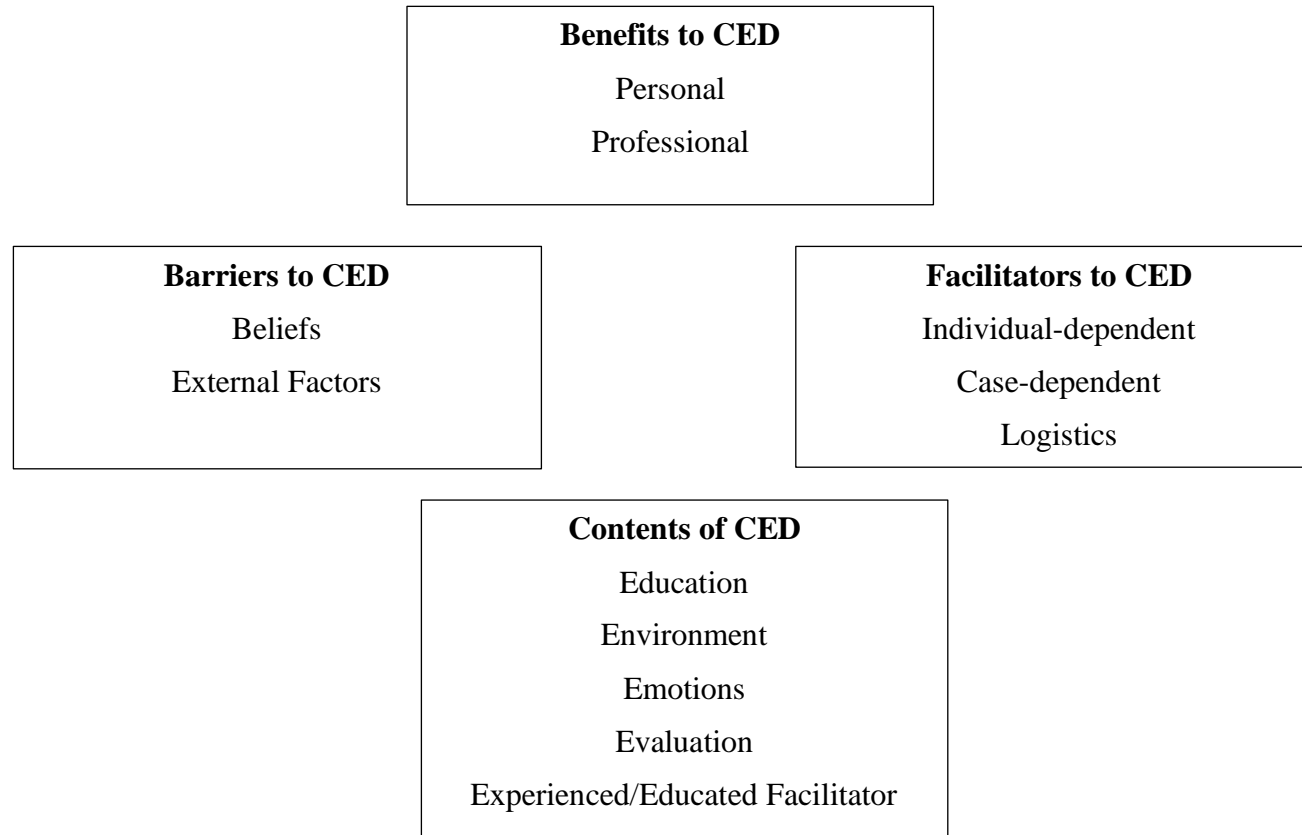 Benefits to CED
Personal
Professional
Barriers to CED
Beliefs
External Factors
Facilitators to CED
Individual-dependent
Case-dependent
Logistics
Contents of CED
Education
Environment
Emotions
Evaluation
Experienced/Educated Facilitator